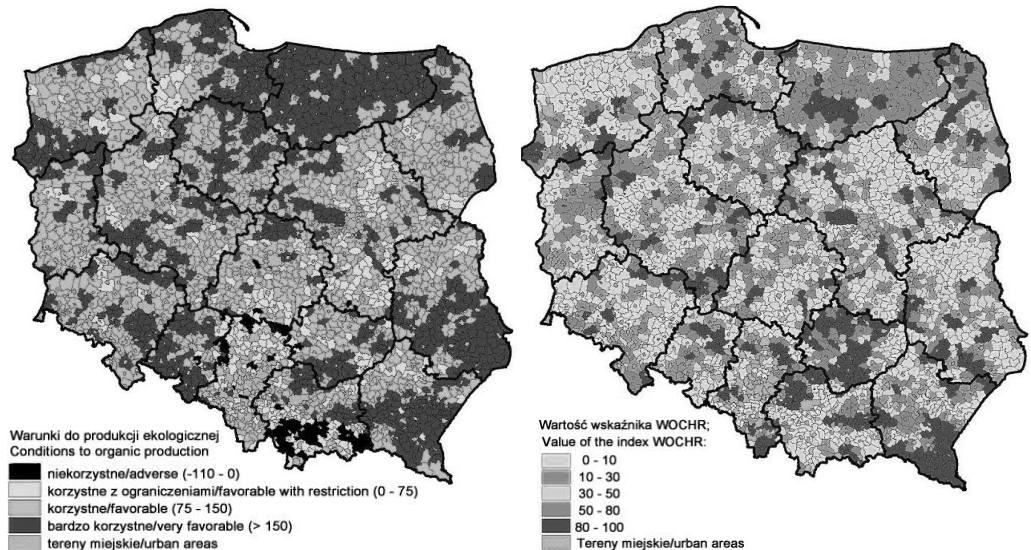 Warunki do produkcji ekologicznej
Conditions to organic production
niekorzystne/adverse (-110 - 0)
korzystne z ograniczeniami/favorable with restriction (0 - 75)
korzystne/favorable (75 - 150)
bardzo korzystne/very favorable (> 150)
tereny miejskie/urban areas
Wartość wskaźnika WOCHR;
Value of the index WOCHR:
0 - 10
10 - 30
30 - 50
50 - 80
80 - 100
Tereny miejskie/urban areas